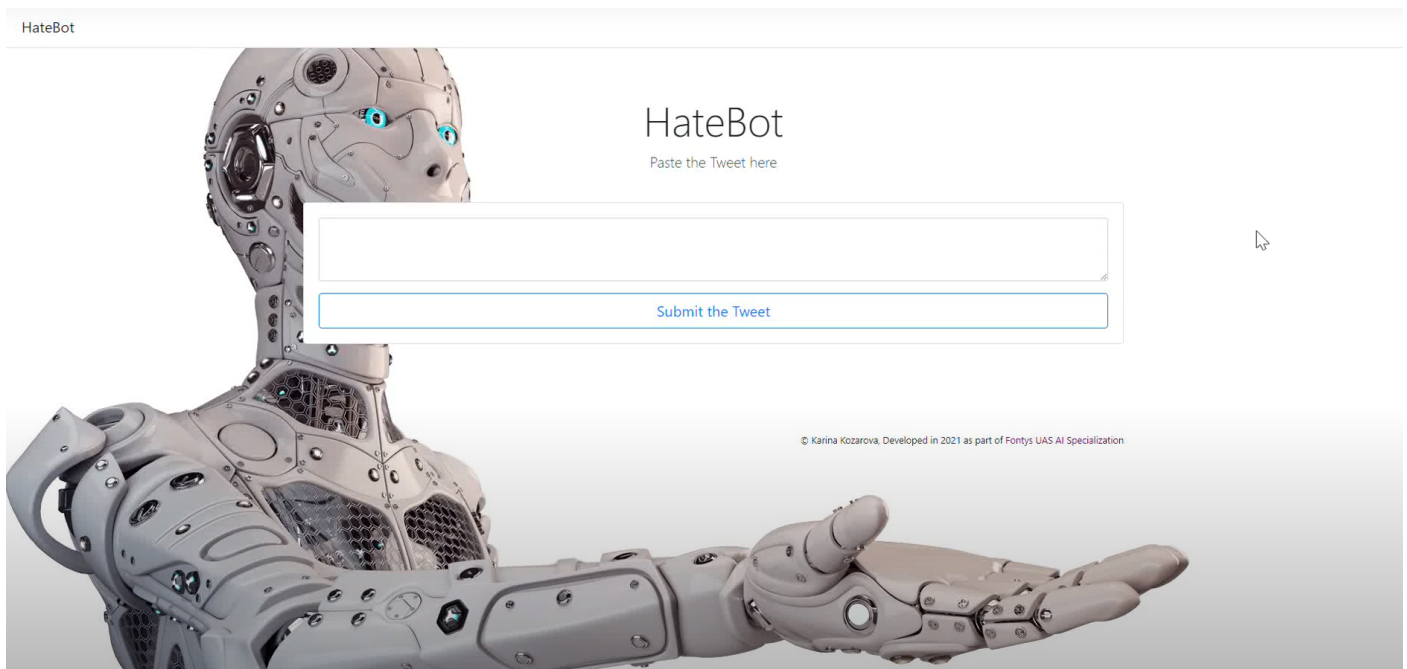 HateBot
HateBot
Paste the Tweet here
Submit the Tweet
© Karina Kozarova, Developed in 2021 as part of Fontys UAS AI Specialization